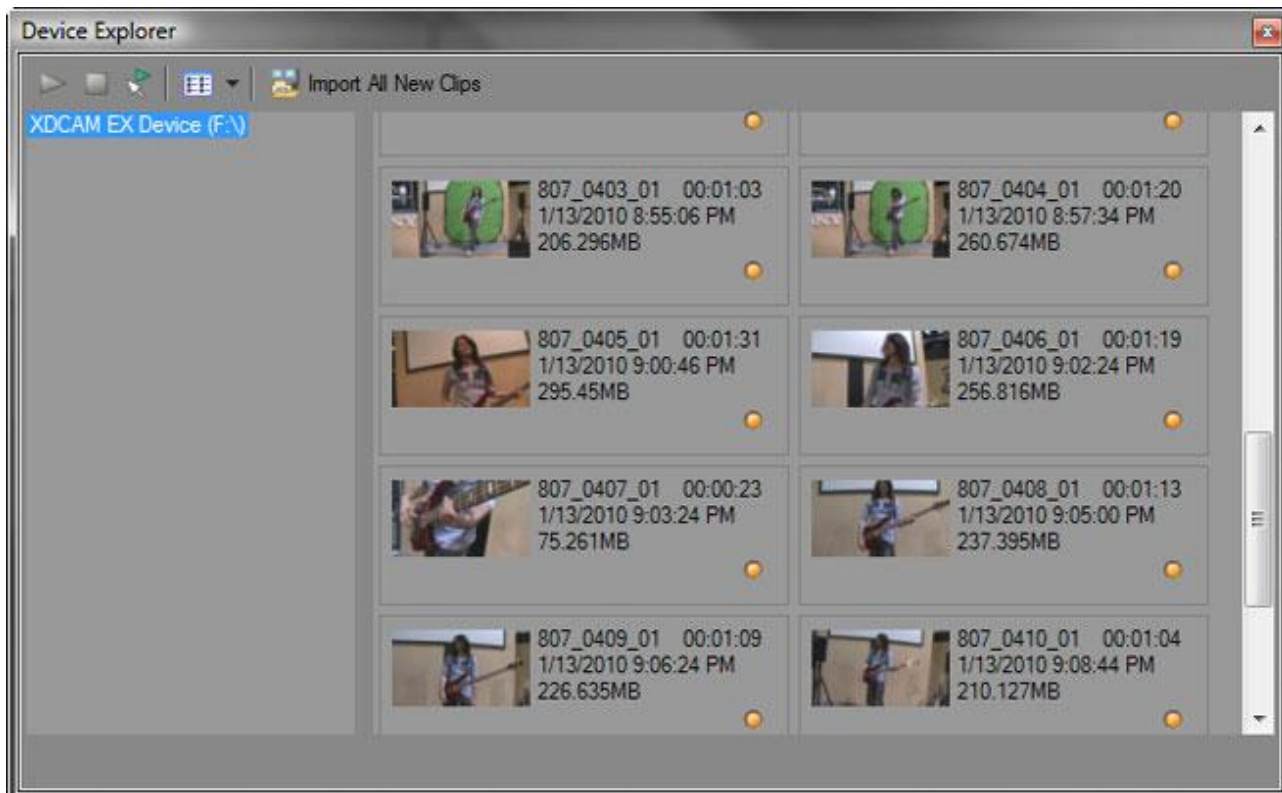 Device Explorer
Import All New Clips
XDCAM EX Device (F:\)
807_0403_01 00:01:03
1/13/2010 8:55:06 PM
206.296MB
807_0404_01 00:01:20
1/13/2010 8:57:34 PM
260.674MB
807_0405_01 00:01:31
1/13/2010 9:00:46 PM
295.45MB
807_0406_01 00:01:19
1/13/2010 9:02:24 PM
256.816MB
807_0407_01 00:00:23
1/13/2010 9:03:24 PM
75.261MB
807_0408_01 00:01:13
1/13/2010 9:05:00 PM
237.395MB
807_0409_01 00:01:09
1/13/2010 9:06:24 PM
226.635MB
807_0410_01 00:01:04
1/13/2010 9:08:44 PM
210.127MB